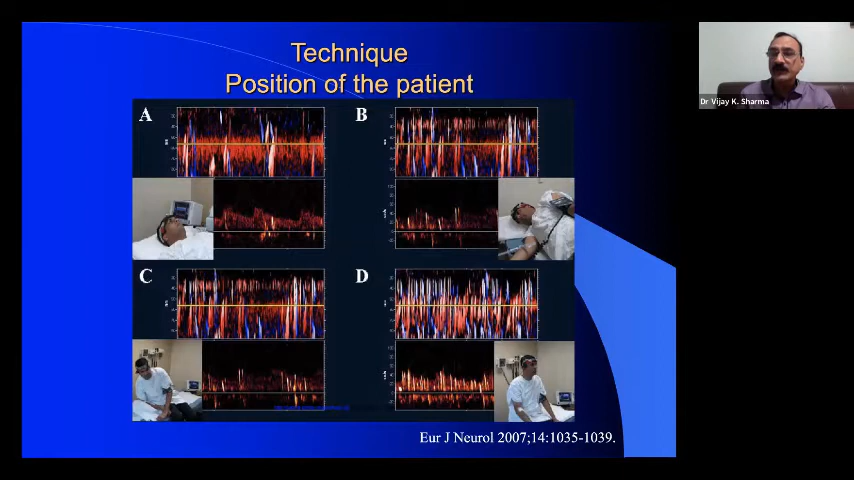 Technique
Position of the patient
Dr Vijay K. Sharma
A
B
C
D
Eur J Neurol 2007;14:1035-1039.